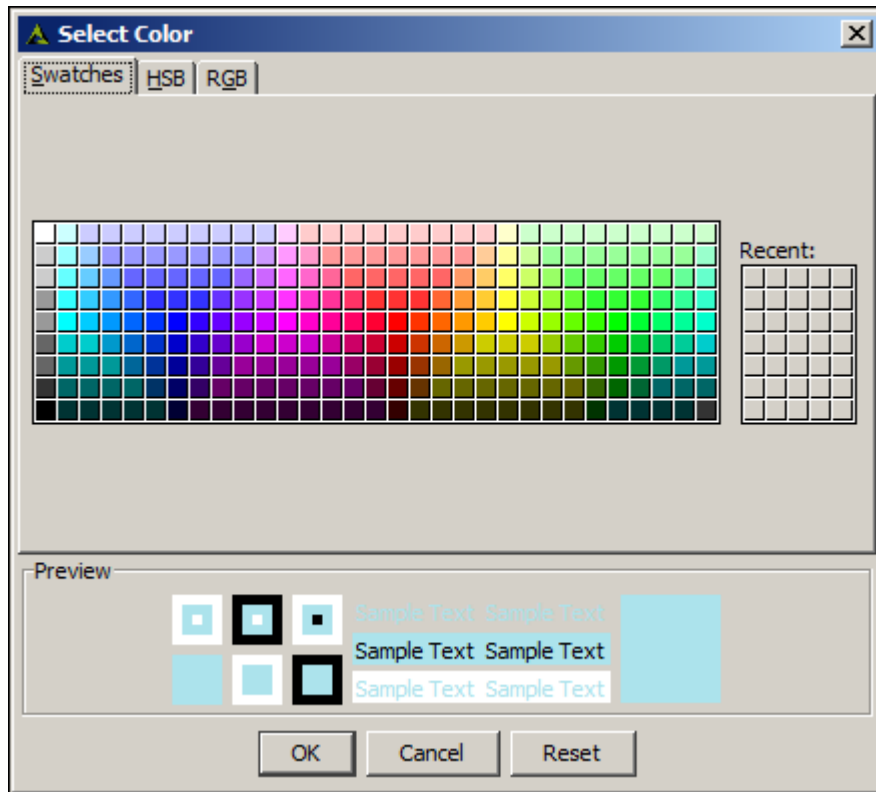 Select Color
Swatches HSB RGB
Recent:
Preview
Sample Text Sample Text
Sample Text Sample Text
Sample Text Sample Text
OK Cancel Reset